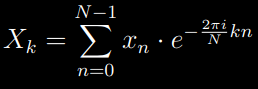 X_k = \sum_{n=0}^{N-1} x_n \cdot e^{-\frac{2\pi i}{N} kn}